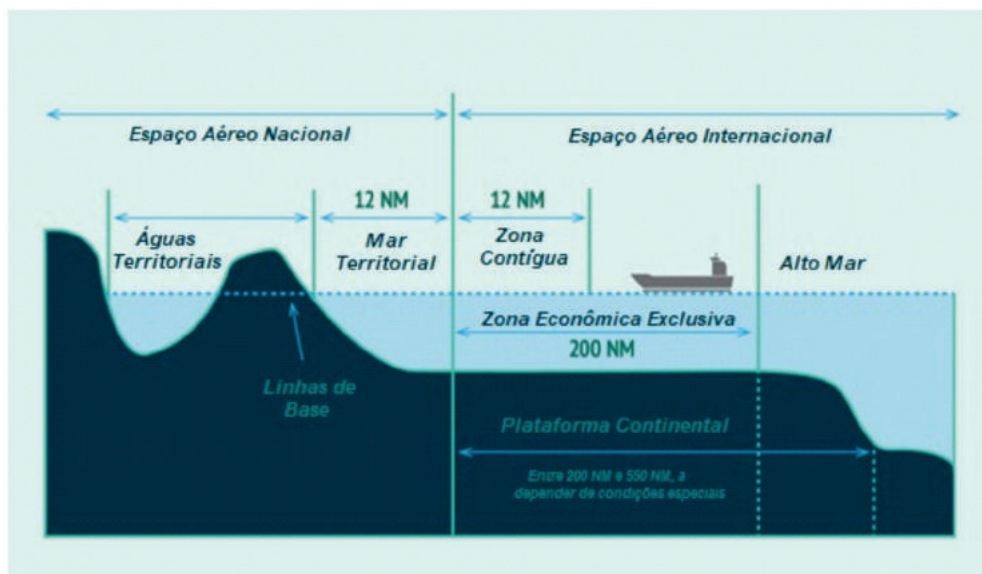 Espaço Aéreo Nacional
Espaço Aéreo Internacional
12 NM
12 NM
Águas
Territoriais
Mar
Territorial
Zona
Contígua
Alto Mar
Zona Econômica Exclusiva
200 NM
Linhas de
Base
Plataforma Continental
Entre 200 NM e 550 NM, a
depender de condições especiais